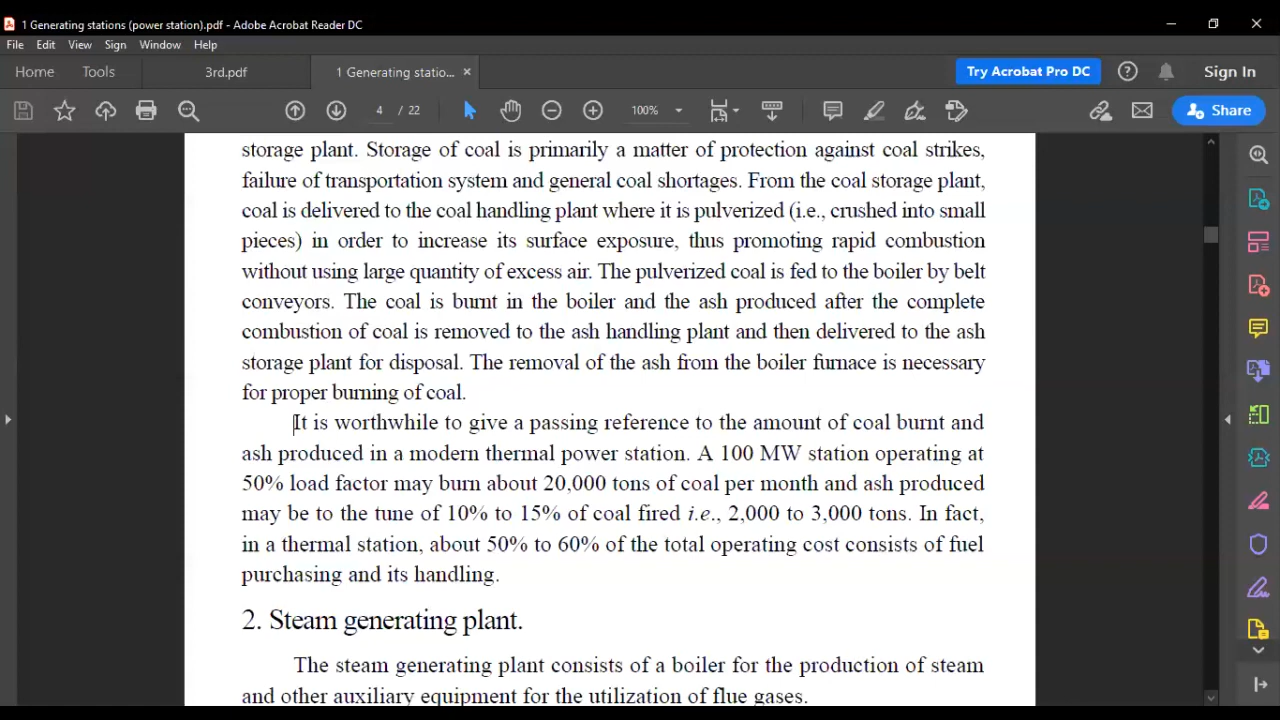 1 Generating stations (power station).pdf - Adobe Acrobat Reader DC
File Edit View Sign Window Help
Home Tools 3rd.pdf 1 Generating statio... × Try Acrobat Pro DC Sign In
4 / 22 100% Share
storage plant. Storage of coal is primarily a matter of protection against coal strikes,
failure of transportation system and general coal shortages. From the coal storage plant,
coal is delivered to the coal handling plant where it is pulverized (i.e., crushed into small
pieces) in order to increase its surface exposure, thus promoting rapid combustion
without using large quantity of excess air. The pulverized coal is fed to the boiler by belt
conveyors. The coal is burnt in the boiler and the ash produced after the complete
combustion of coal is removed to the ash handling plant and then delivered to the ash
storage plant for disposal. The removal of the ash from the boiler furnace is necessary
for proper burning of coal.
It is worthwhile to give a passing reference to the amount of coal burnt and
ash produced in a modern thermal power station. A 100 MW station operating at
50% load factor may burn about 20,000 tons of coal per month and ash produced
may be to the tune of 10% to 15% of coal fired i.e., 2,000 to 3,000 tons. In fact,
in a thermal station, about 50% to 60% of the total operating cost consists of fuel
purchasing and its handling.
2. Steam generating plant.
The steam generating plant consists of a boiler for the production of steam
and other auxiliary equipment for the utilization of flue gases.